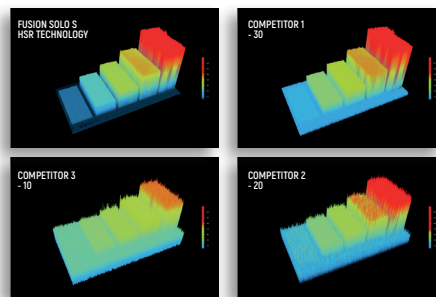 FUSION SOLO S
HSR TECHNOLOGY
COMPETITOR 1
- 30
COMPETITOR 3
- 10
COMPETITOR 2
- 20